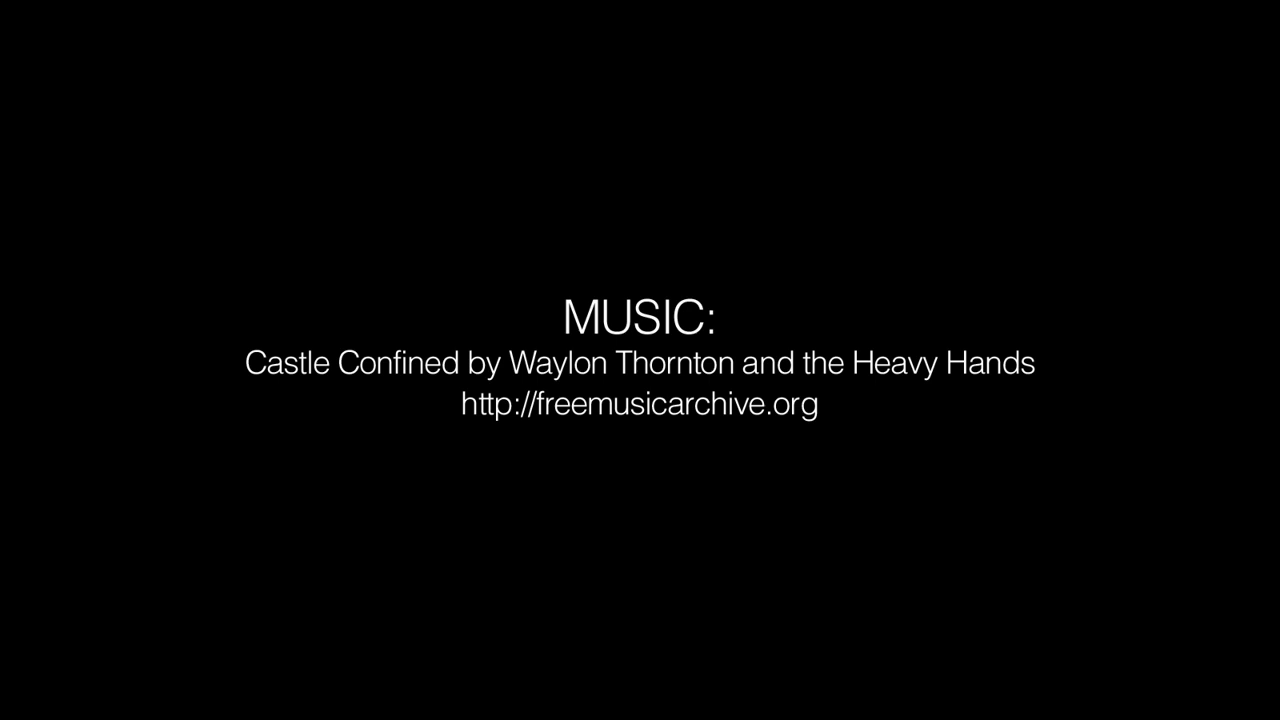 MUSIC:
Castle Confined by Waylon Thornton and the Heavy Hands
http://freemusicarchive.org